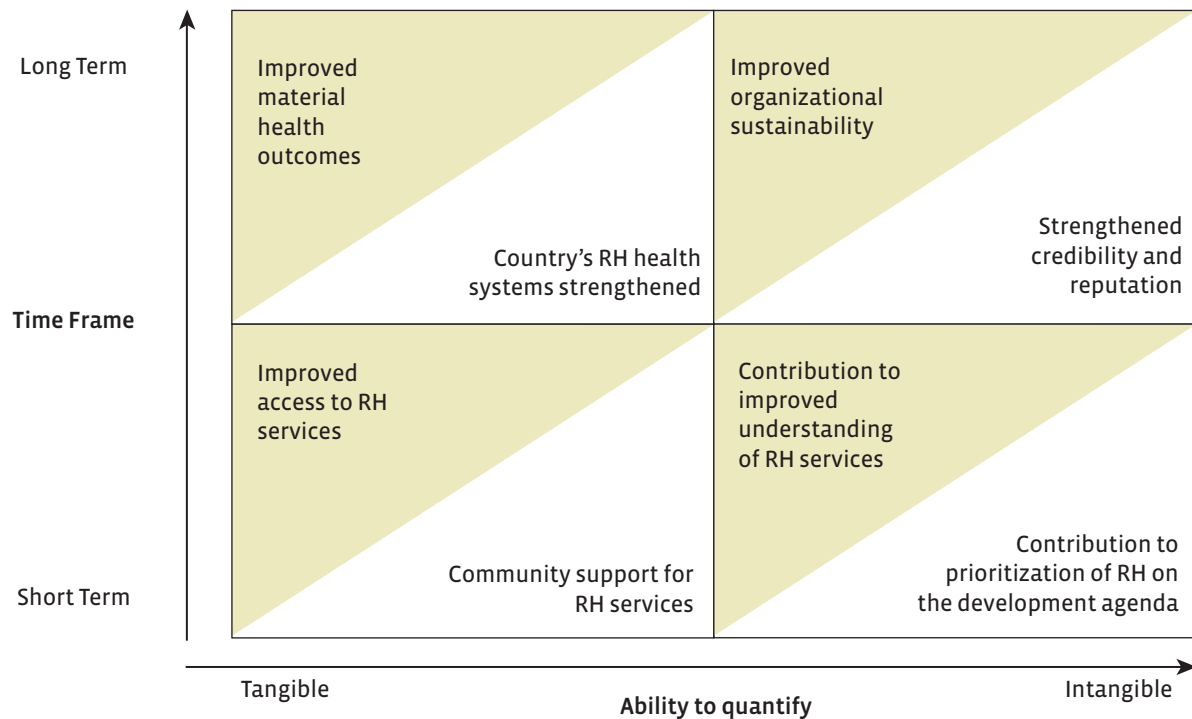 Long Term
Improved
material
health
outcomes
Country’s RH health
systems strengthened
Improved
organizational
sustainability
Strengthened
credibility and
reputation
Time Frame
Improved
access to RH
services
Community support for
RH services
Contribution to
improved
understanding
of RH services
Contribution to
prioritization of RH on
the development agenda
Short Term
Tangible
Ability to quantify
Intangible